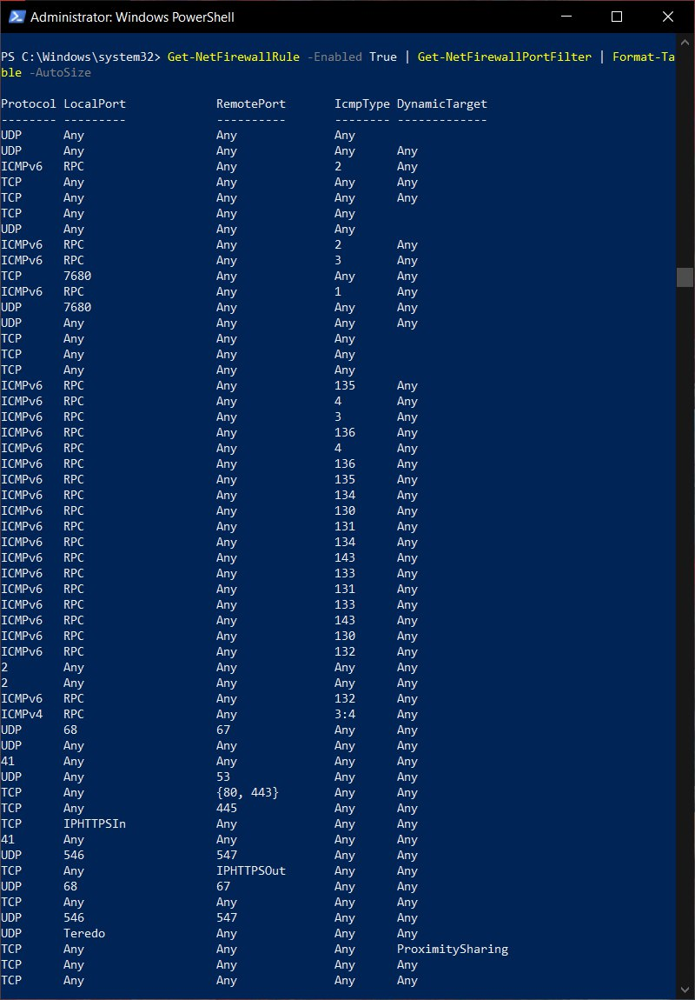 Administrator: Windows PowerShell
PS C:\Windows\system32> Get-NetFirewallRule -Enabled True | Get-NetFirewallPortFilter | Format-Ta
ble -AutoSize
Protocol LocalPort RemotePort IcmpType DynamicTarget
-------- --------- ---------- -------- -------------
UDP Any Any Any
UDP Any Any Any Any
ICMPv6 RPC Any 2 Any
TCP Any Any Any Any
TCP Any Any Any Any
TCP Any Any Any
UDP Any Any Any
ICMPv6 RPC Any 2 Any
ICMPv6 RPC Any 3 Any
TCP 7680 Any Any Any
ICMPv6 RPC Any 1 Any
UDP 7680 Any Any Any
UDP Any Any Any Any
TCP Any Any Any
TCP Any Any Any
TCP Any Any Any
ICMPv6 RPC Any 135 Any
ICMPv6 RPC Any 4 Any
ICMPv6 RPC Any 3 Any
ICMPv6 RPC Any 136 Any
ICMPv6 RPC Any 4 Any
ICMPv6 RPC Any 136 Any
ICMPv6 RPC Any 135 Any
ICMPv6 RPC Any 134 Any
ICMPv6 RPC Any 130 Any
ICMPv6 RPC Any 131 Any
ICMPv6 RPC Any 134 Any
ICMPv6 RPC Any 143 Any
ICMPv6 RPC Any 133 Any
ICMPv6 RPC Any 131 Any
ICMPv6 RPC Any 133 Any
ICMPv6 RPC Any 143 Any
ICMPv6 RPC Any 130 Any
ICMPv6 RPC Any 132 Any
2 Any Any Any Any
2 Any Any Any Any
ICMPv6 RPC Any 132 Any
ICMPv4 RPC Any 3:4 Any
UDP 68 67 Any Any
UDP Any Any Any Any
41 Any Any Any Any
UDP Any 53 Any Any
TCP Any {80, 443} Any Any
TCP Any 445 Any Any
TCP IPHTTPSIn Any Any Any
41 Any Any Any Any
UDP 546 547 Any Any
TCP Any IPHTTPSOut Any Any
UDP 68 67 Any Any
TCP Any Any Any Any
UDP 546 547 Any Any
UDP Teredo Any Any Any
TCP Any Any Any ProximitySharing
TCP Any Any Any Any
TCP Any Any Any Any